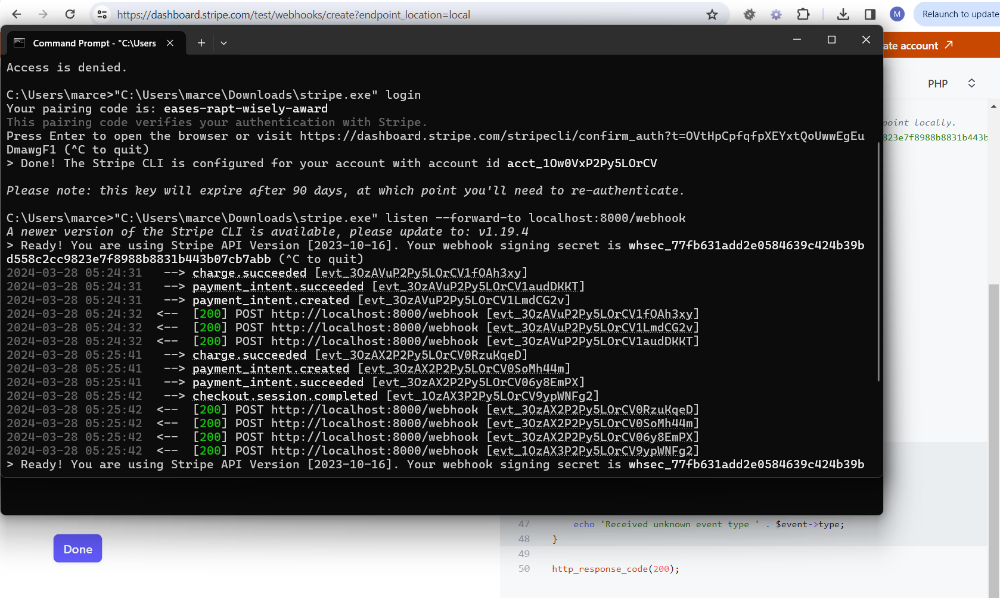 https://dashboard.stripe.com/test/webhooks/create?endpoint_location=local
M
Relaunch to update
Command Prompt - "C:\Users
ate account
PHP
Access is denied.
C:\Users\marce>"C:\Users\marce\Downloads\stripe.exe" login
Your pairing code is: eases-rapt-wisely-award
This pairing code verifies your authentication with Stripe.
Press Enter to open the browser or visit https://dashboard.stripe.com/stripecli/confirm_auth?t=OVtHpCpfqfpXEYxtQoUwwEgEu
DmawgF1 (^C to quit)
> Done! The Stripe CLI is configured for your account with account id acct_1Ow0VxP2Py5LOrCV
Please note: this key will expire after 90 days, at which point you'll need to re-authenticate.
C:\Users\marce>"C:\Users\marce\Downloads\stripe.exe" listen --forward-to localhost:8000/webhook
A newer version of the Stripe CLI is available, please update to: v1.19.4
> Ready! You are using Stripe API Version [2023-10-16]. Your webhook signing secret is whsec_77fb631add2e0584639c424b39b
d558c2cc9823e7f8988b8831b443b07cb7abb (^C to quit)
2024-03-28 05:24:31   --> charge.succeeded [evt_3OzAVuP2Py5LOrCV1fOAh3xy]
2024-03-28 05:24:31   --> payment_intent.succeeded [evt_3OzAVuP2Py5LOrCV1audDKKT]
2024-03-28 05:24:31   --> payment_intent.created [evt_3OzAVuP2Py5LOrCV1LmdCG2v]
2024-03-28 05:24:32  <--  [200] POST http://localhost:8000/webhook [evt_3OzAVuP2Py5LOrCV1fOAh3xy]
2024-03-28 05:24:32  <--  [200] POST http://localhost:8000/webhook [evt_3OzAVuP2Py5LOrCV1LmdCG2v]
2024-03-28 05:24:32  <--  [200] POST http://localhost:8000/webhook [evt_3OzAVuP2Py5LOrCV1audDKKT]
2024-03-28 05:25:41   --> charge.succeeded [evt_3OzAX2P2Py5LOrCV0RzuKqeD]
2024-03-28 05:25:41   --> payment_intent.created [evt_3OzAX2P2Py5LOrCV0SoMh44m]
2024-03-28 05:25:41   --> payment_intent.succeeded [evt_3OzAX2P2Py5LOrCV06y8EmPX]
2024-03-28 05:25:42   --> checkout.session.completed [evt_1OzAX3P2Py5LOrCV9ypWNFg2]
2024-03-28 05:25:42  <--  [200] POST http://localhost:8000/webhook [evt_3OzAX2P2Py5LOrCV0RzuKqeD]
2024-03-28 05:25:42  <--  [200] POST http://localhost:8000/webhook [evt_3OzAX2P2Py5LOrCV0SoMh44m]
2024-03-28 05:25:42  <--  [200] POST http://localhost:8000/webhook [evt_3OzAX2P2Py5LOrCV06y8EmPX]
2024-03-28 05:25:42  <--  [200] POST http://localhost:8000/webhook [evt_1OzAX3P2Py5LOrCV9ypWNFg2]
> Ready! You are using Stripe API Version [2023-10-16]. Your webhook signing secret is whsec_77fb631add2e0584639c424b39b
point locally.
823e7f8988b8831b443b
47 echo 'Received unknown event type ' . $event->type;
48 }
49
50 http_response_code(200);
Done